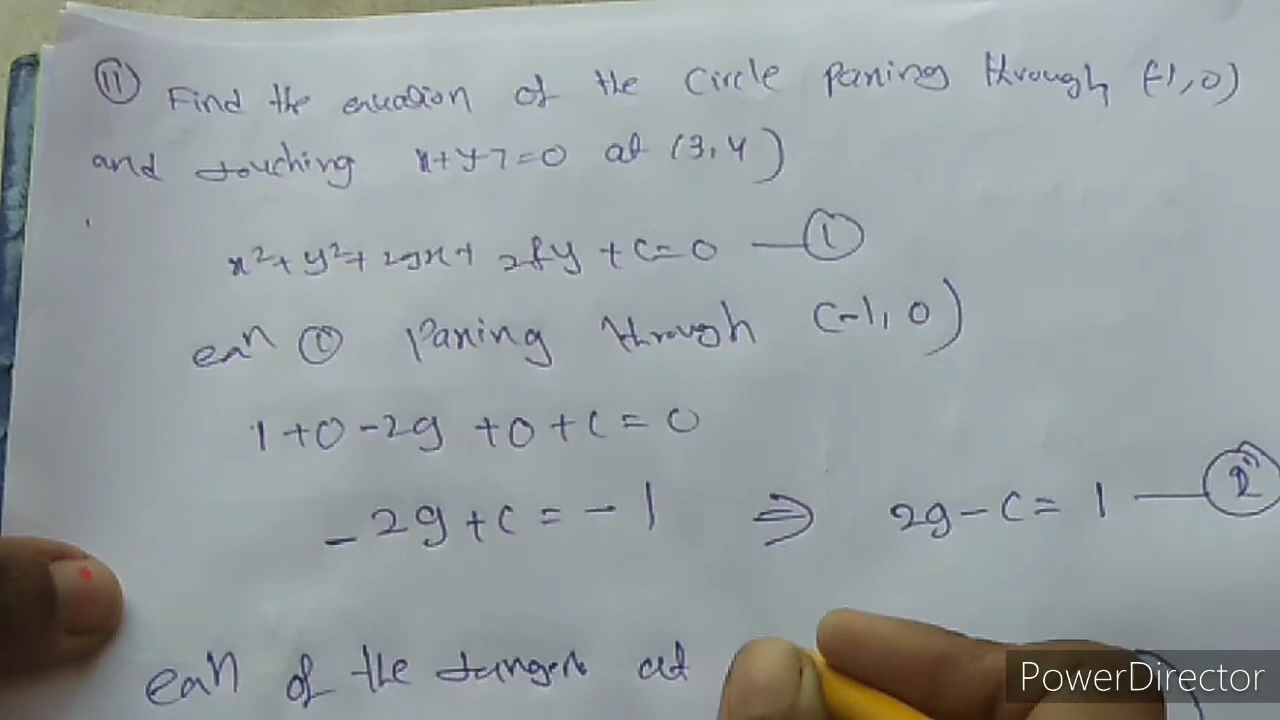 11 Find the equation of the Circle Passing through (-1,0)
and touching x+y-7=0 at (3,4)
x²+y²+2gx+2fy+c=0 — 1
eqn 1 Passing through (-1,0)
1+0-2g+0+c=0
-2g+c=-1 ⇒ 2g-c=1 — 2
eqn of the tangent at
PowerDirector